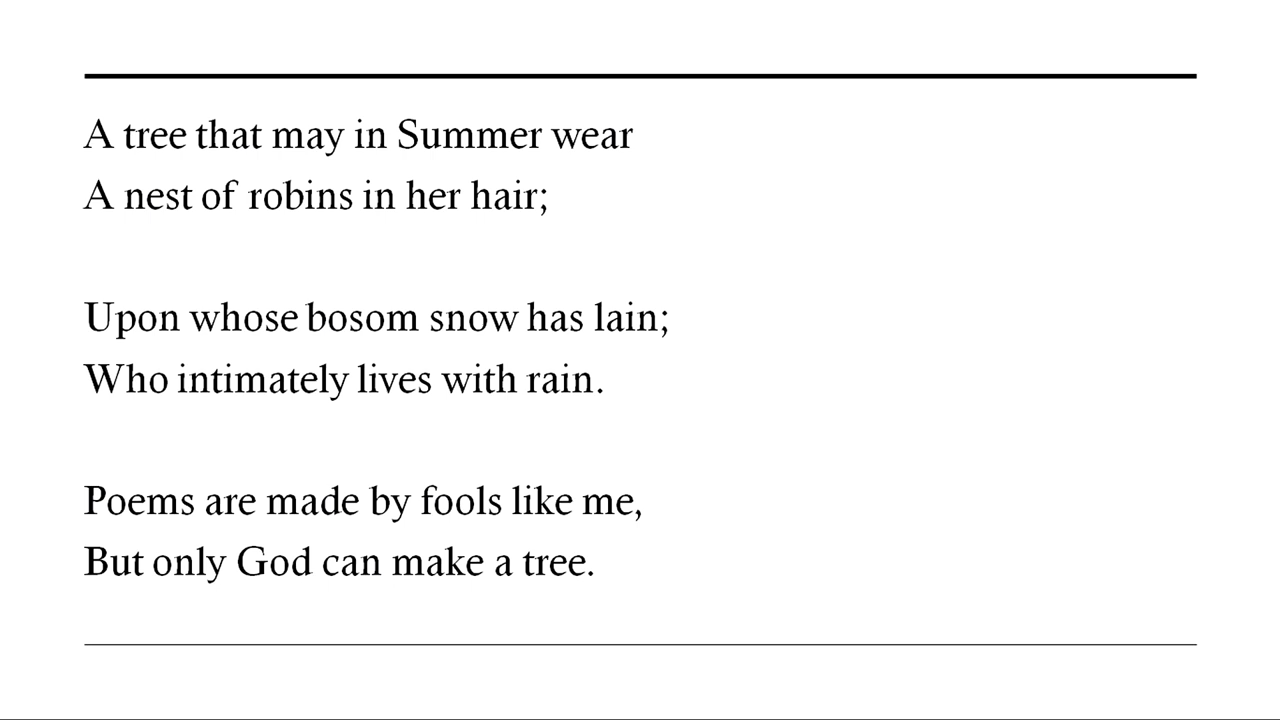 A tree that may in Summer wear
A nest of robins in her hair;
Upon whose bosom snow has lain;
Who intimately lives with rain.
Poems are made by fools like me,
But only God can make a tree.